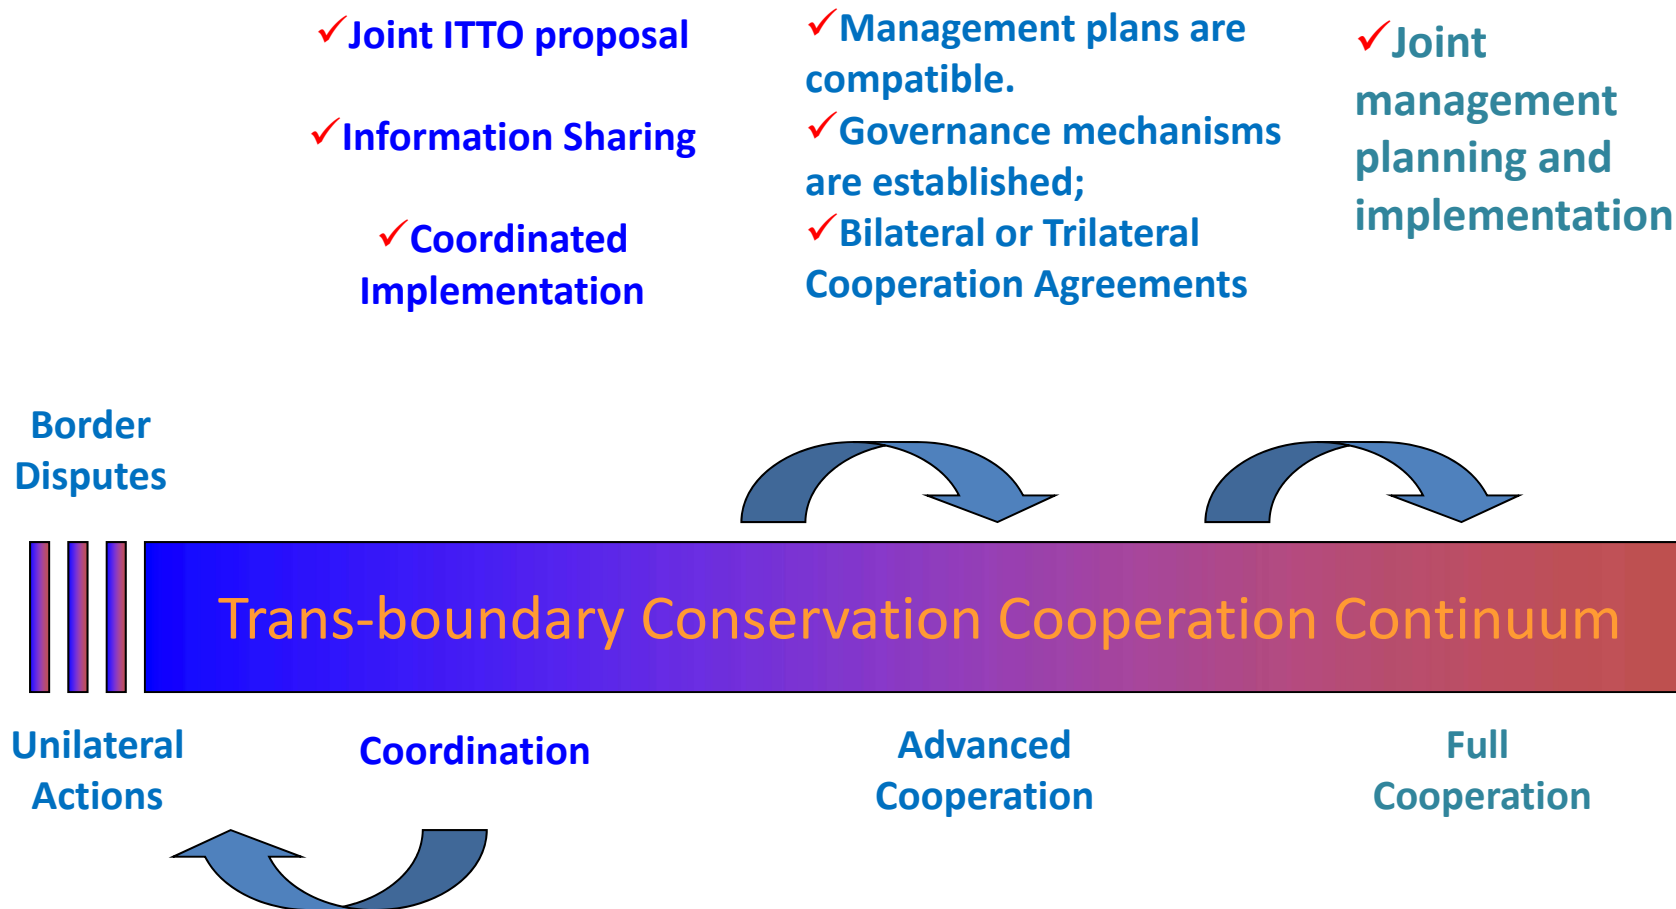 ✓Joint ITTO proposal
✓Information Sharing
✓Coordinated
Implementation
✓Management plans are
compatible.
✓Governance mechanisms
are established;
✓Bilateral or Trilateral
Cooperation Agreements
✓Joint
management
planning and
implementation
Border
Disputes
Trans-boundary Conservation Cooperation Continuum
Unilateral
Actions
Coordination
Advanced
Cooperation
Full
Cooperation